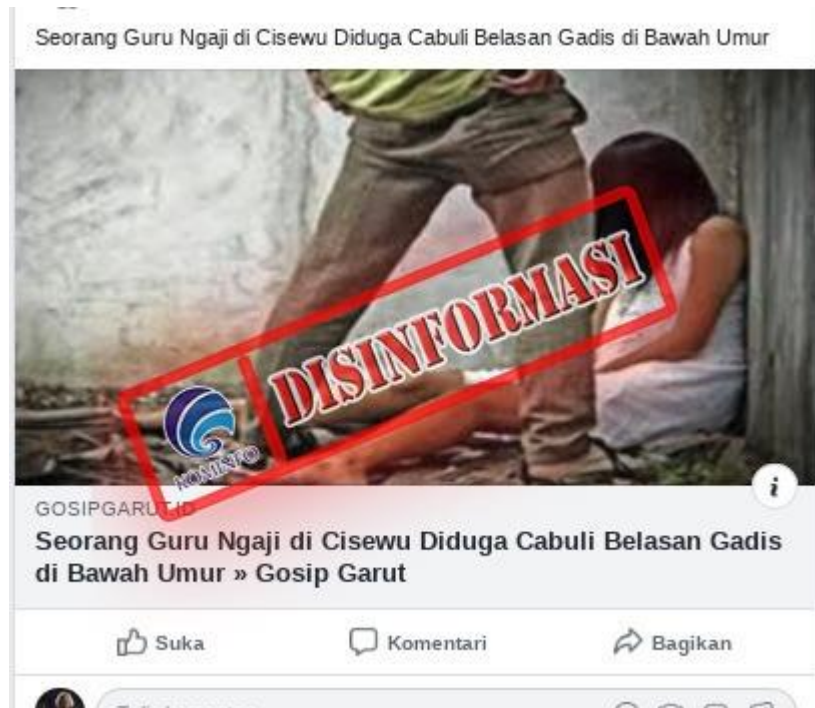 Seorang Guru Ngaji di Cisewu Diduga Cabuli Belasan Gadis di Bawah Umur
DISINFORMASI
KOMINFO
GOSIPGARUT.ID
Seorang Guru Ngaji di Cisewu Diduga Cabuli Belasan Gadis
di Bawah Umur » Gosip Garut
Suka Komentari Bagikan